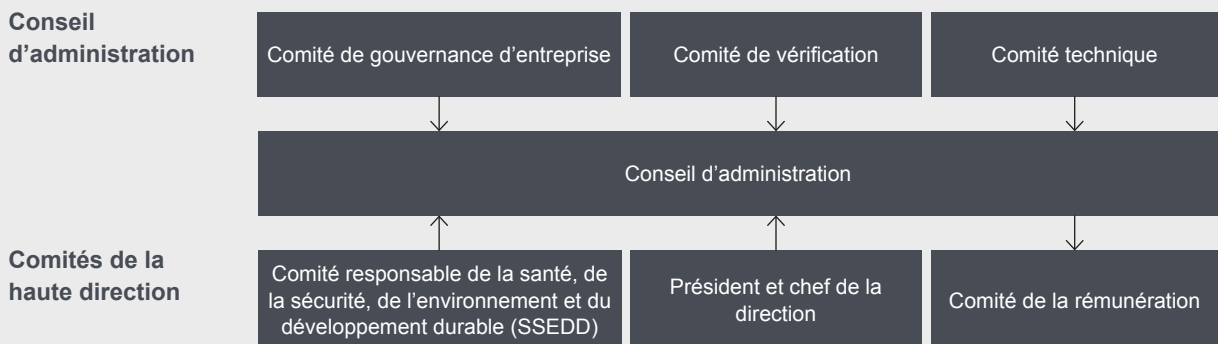 Conseil
d’administration
Comité de gouvernance d’entreprise
Comité de vérification
Comité technique
Conseil d’administration
Comités de la
haute direction
Comité responsable de la santé, de
la sécurité, de l’environnement et du
développement durable (SSEDD)
Président et chef de la
direction
Comité de la rémunération